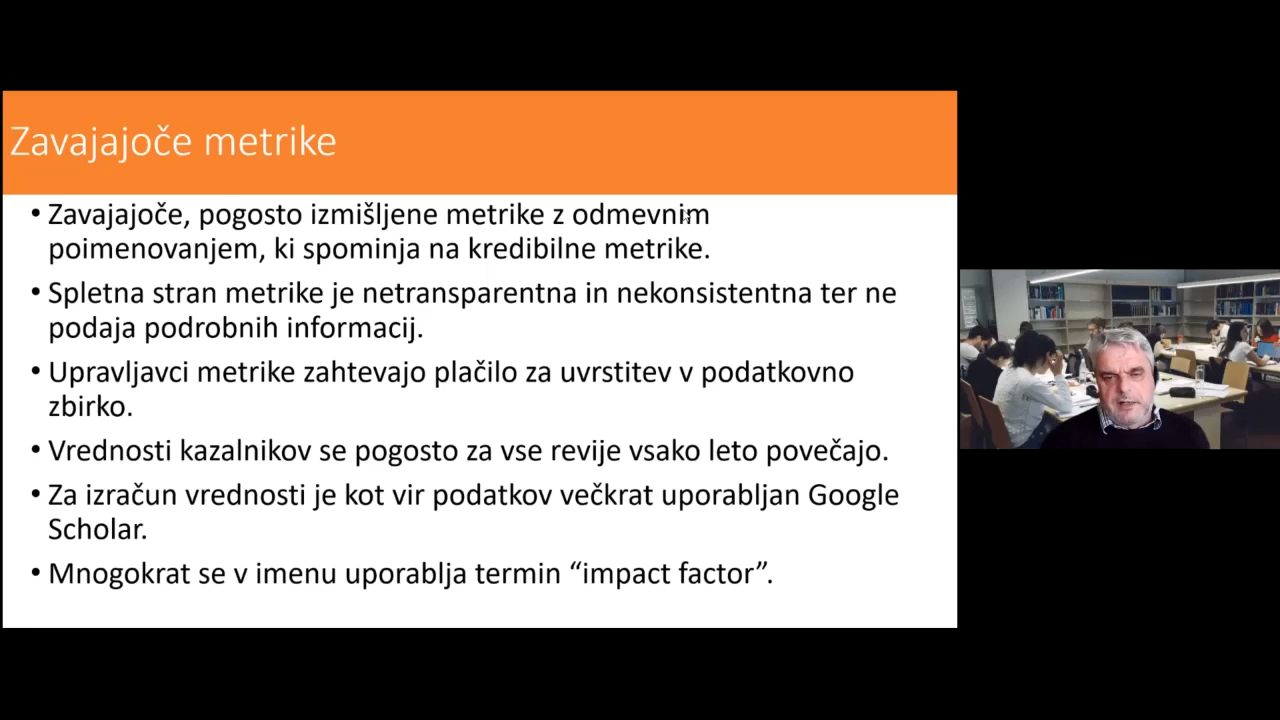 Zavajajoče metrike
• Zavajajoče, pogosto izmišljene metrike z odmevnim
poimenovanjem, ki spominja na kredibilne metrike.
• Spletna stran metrike je netransparentna in nekonsistentna ter ne
podaja podrobnih informacij.
• Upravljavci metrike zahtevajo plačilo za uvrstitev v podatkovno
zbirko.
• Vrednosti kazalnikov se pogosto za vse revije vsako leto povečajo.
• Za izračun vrednosti je kot vir podatkov večkrat uporabljan Google
Scholar.
• Mnogokrat se v imenu uporablja termin “impact factor”.